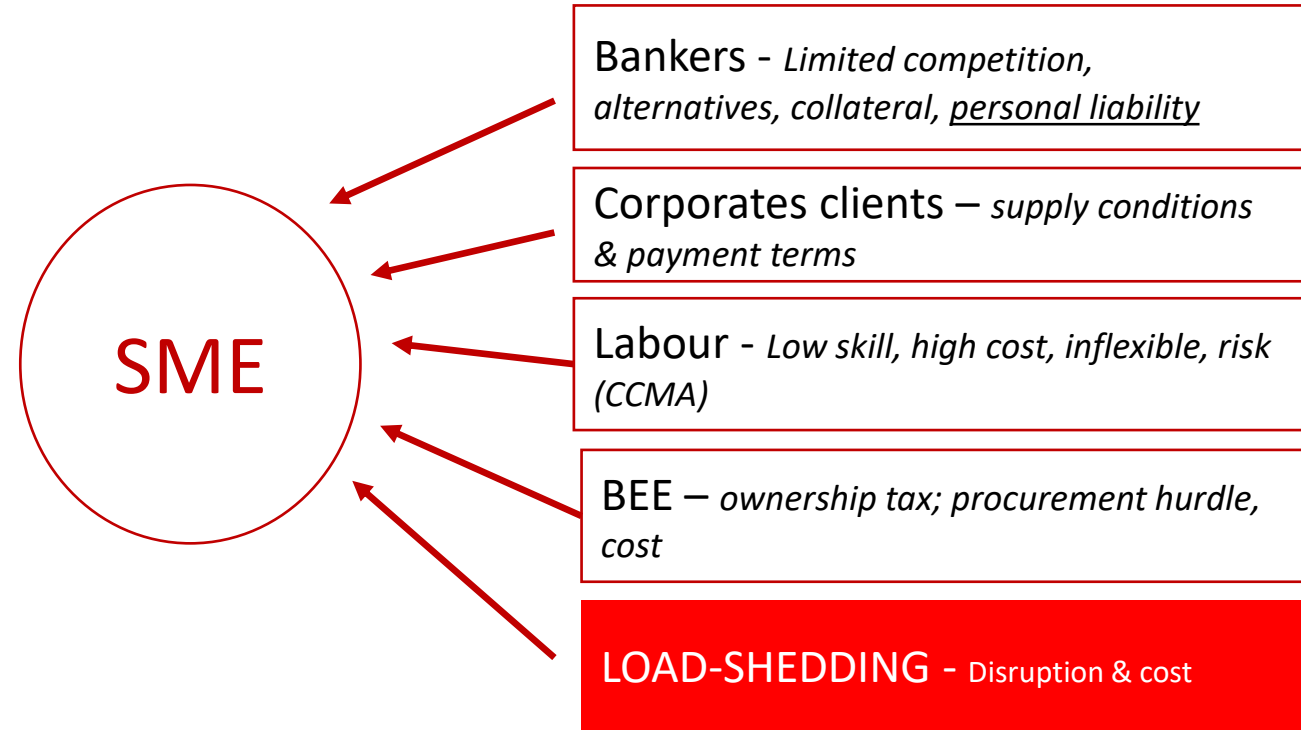 SME
Bankers - Limited competition,
alternatives, collateral, personal liability
Corporates clients – supply conditions
& payment terms
Labour - Low skill, high cost, inflexible, risk
(CCMA)
BEE – ownership tax; procurement hurdle,
cost
LOAD-SHEDDING - Disruption & cost